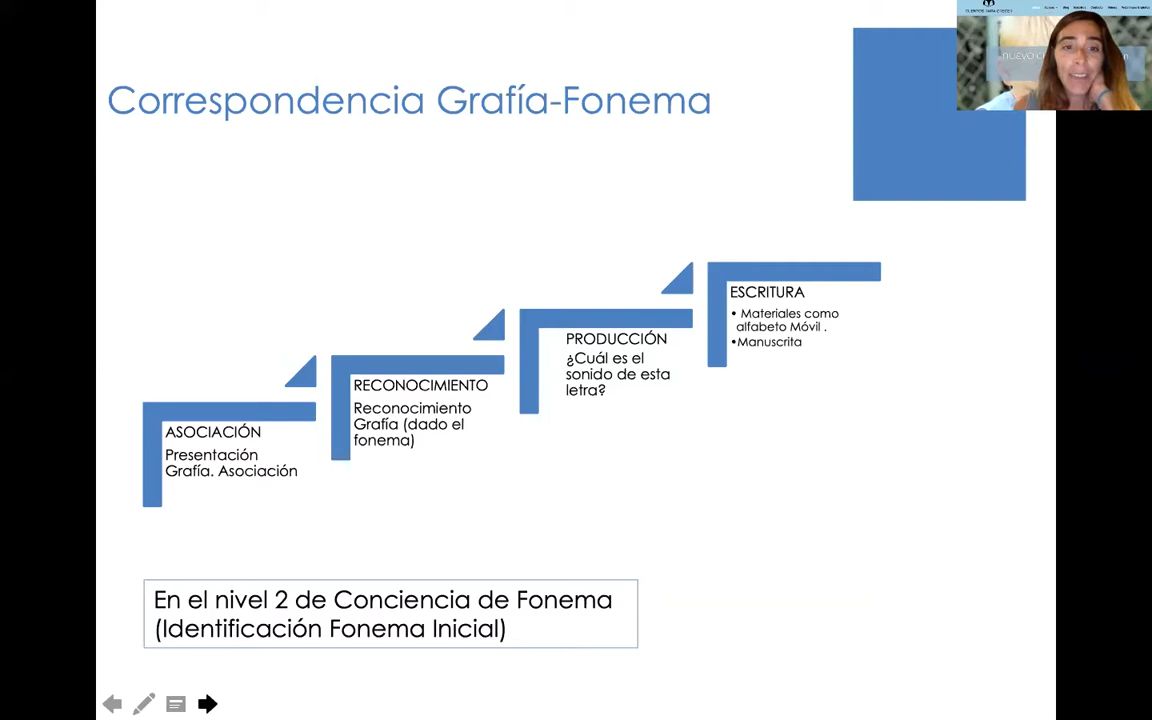 Correspondencia Grafía-Fonema
ESCRITURA
• Materiales como
alfabeto Móvil .
•Manuscrita
PRODUCCIÓN
¿Cuál es el
sonido de esta
letra?
RECONOCIMIENTO
Reconocimiento
Grafía (dado el
fonema)
ASOCIACIÓN
Presentación
Grafía. Asociación
En el nivel 2 de Conciencia de Fonema
(Identificación Fonema Inicial)